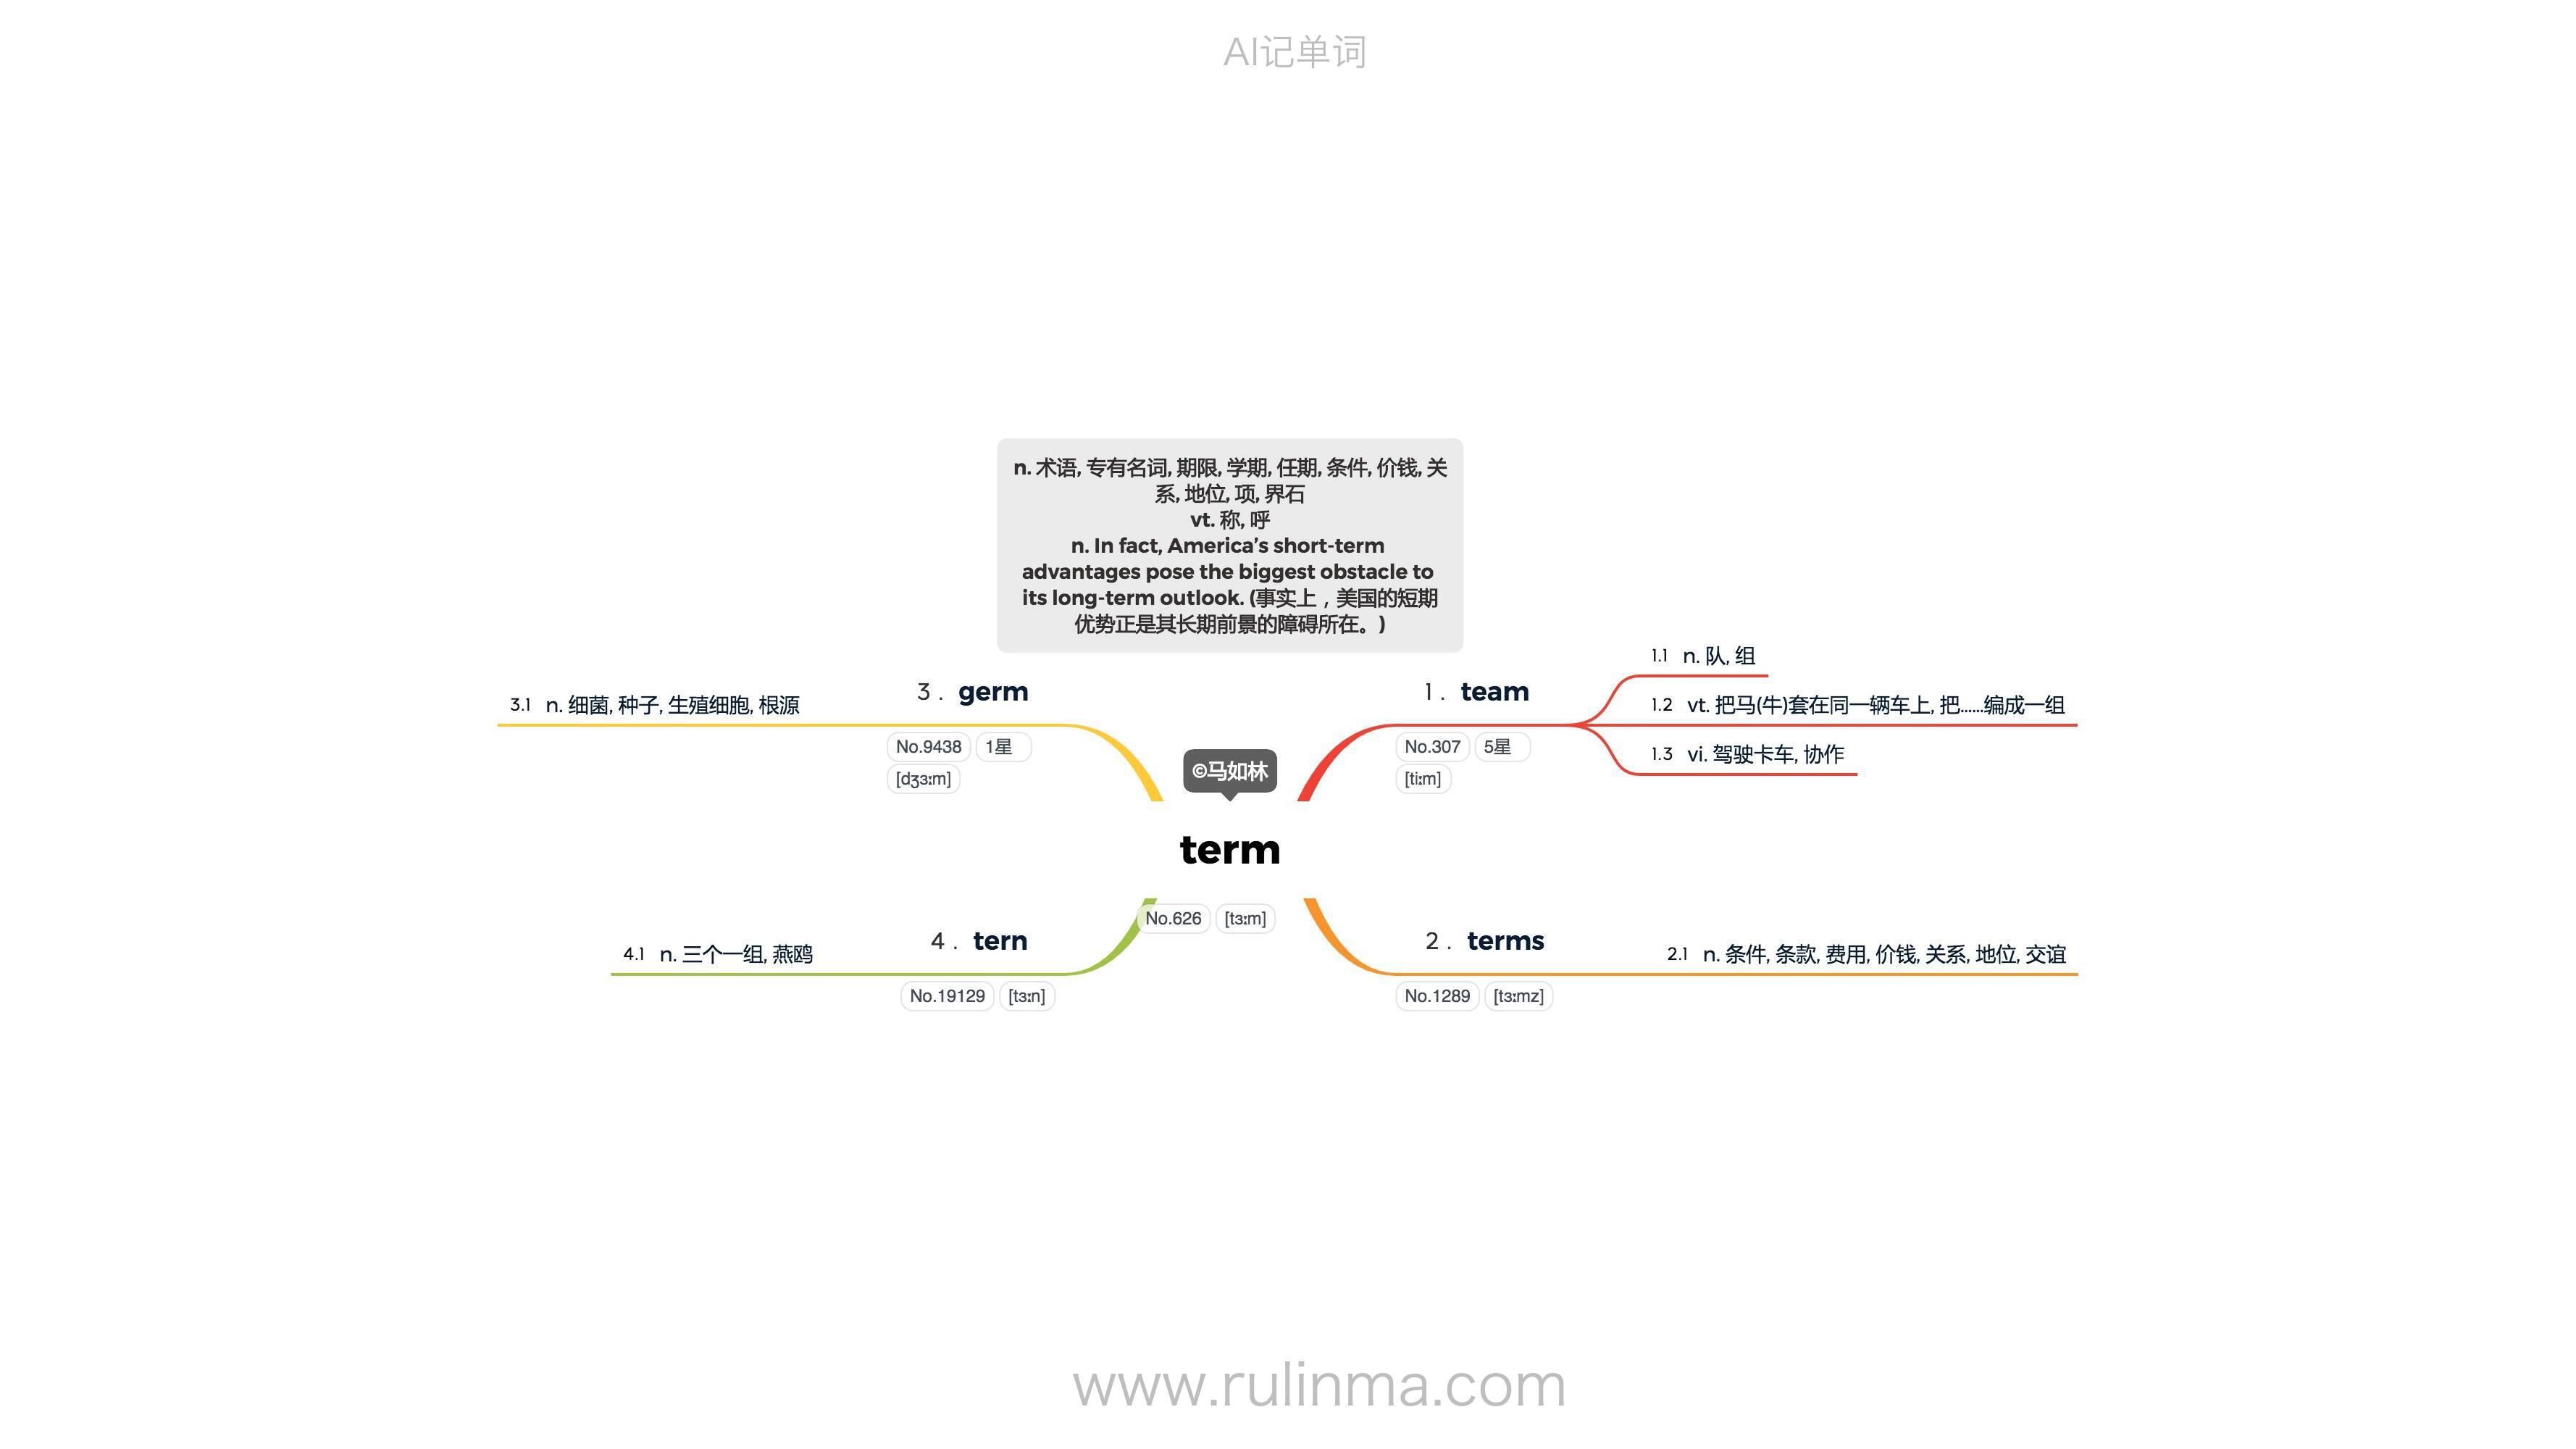 AI记单词
n. 术语, 专有名词, 期限, 学期, 任期, 条件, 价钱, 关
系, 地位, 项, 界石
vt. 称, 呼
n. In fact, America’s short-term
advantages pose the biggest obstacle to
its long-term outlook. (事实上，美国的短期
优势正是其长期前景的障碍所在。)
©马如林
term
No.626 [tɜːm]
1 . team
No.307 5星
[tiːm]
1.1 n. 队, 组
1.2 vt. 把马(牛)套在同一辆车上, 把......编成一组
1.3 vi. 驾驶卡车, 协作
2 . terms
No.1289 [tɜːmz]
2.1 n. 条件, 条款, 费用, 价钱, 关系, 地位, 交谊
3 . germ
No.9438 1星
[dʒɜːm]
3.1 n. 细菌, 种子, 生殖细胞, 根源
4 . tern
No.19129 [tɜːn]
4.1 n. 三个一组, 燕鸥
www.rulinma.com